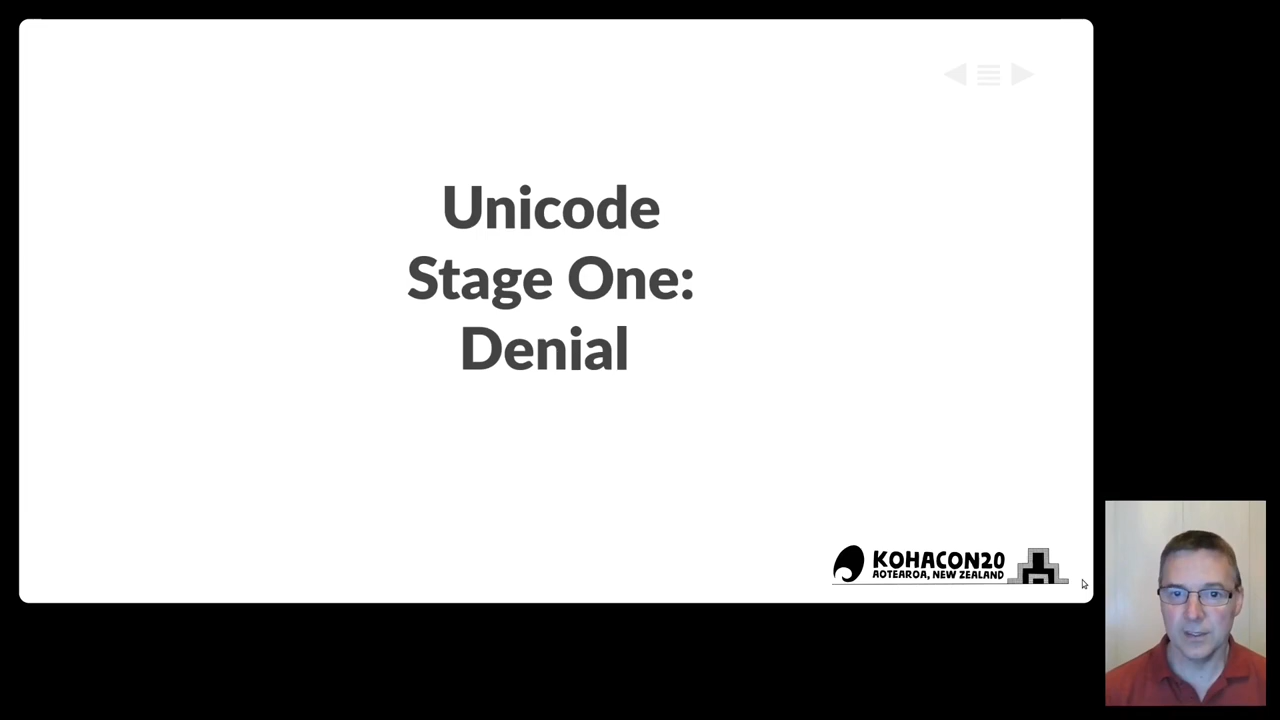 Unicode
Stage One:
Denial
KOHACON20
AOTEAROA, NEW ZEALAND